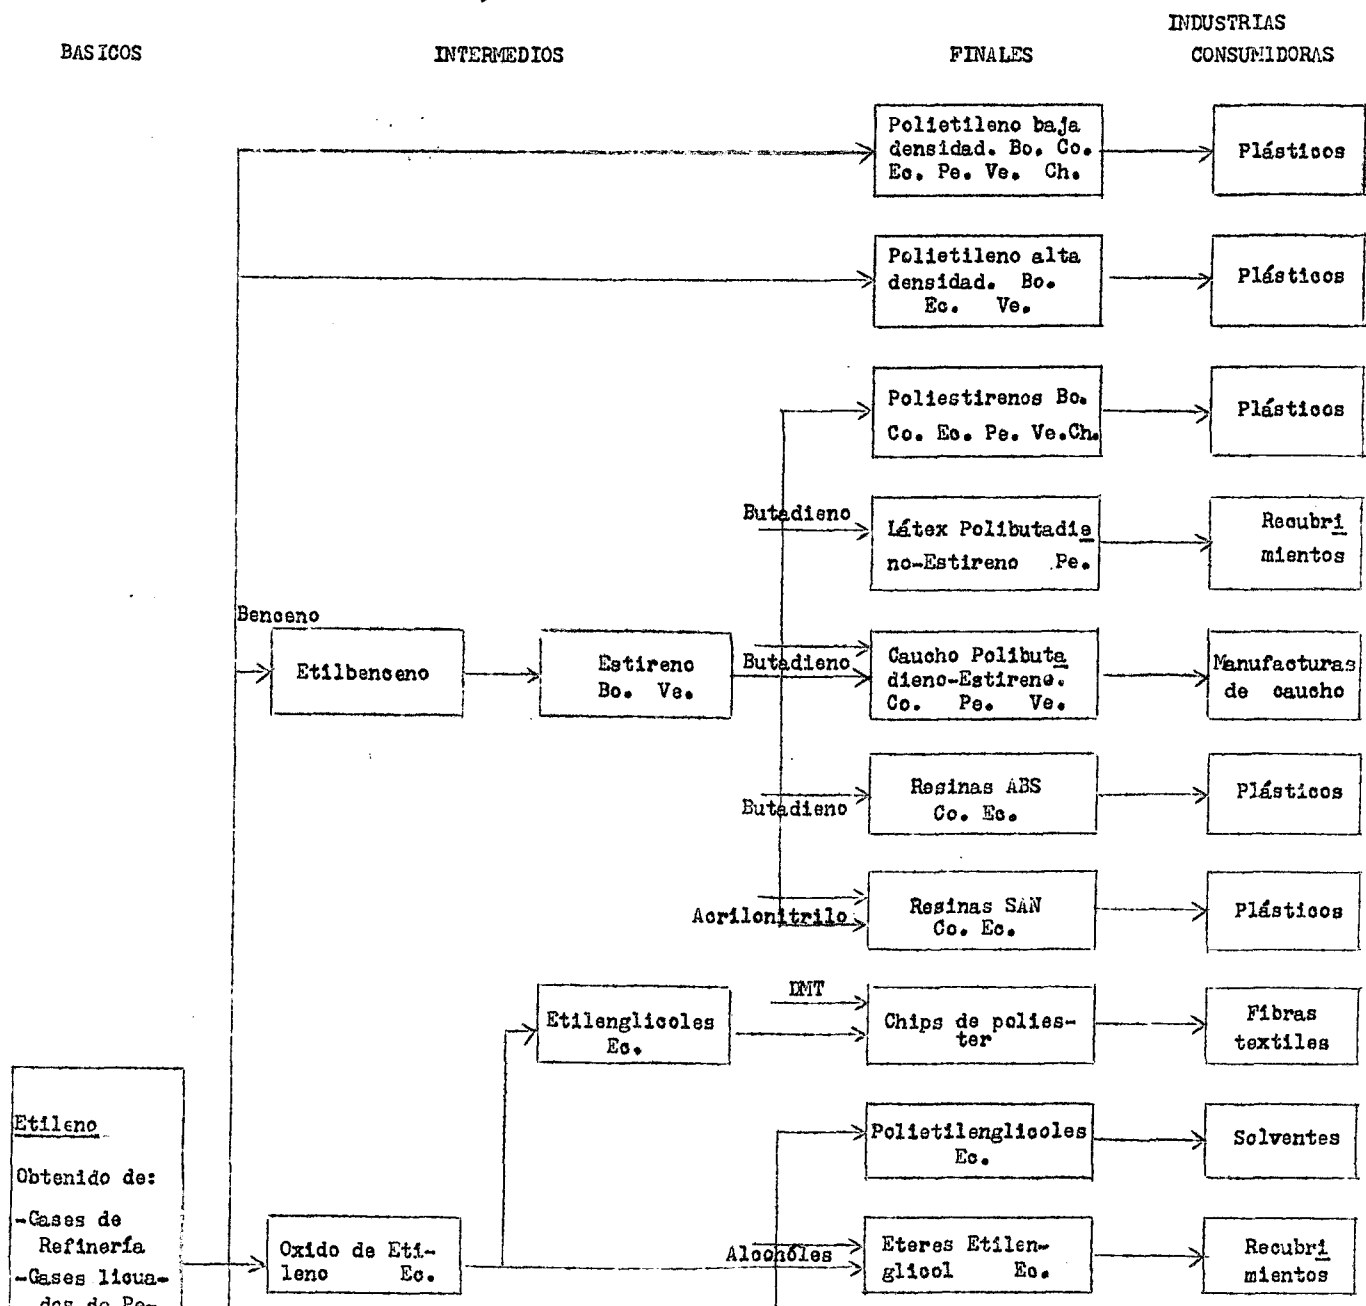 INDUSTRIAS
BASICOS INTERMEDIOS FINALES CONSUMIDORAS
Polietileno baja
densidad. Bo. Co.
Ec. Pe. Ve. Ch.
Plásticos
Polietileno alta
densidad. Bo.
Ec. Ve.
Plásticos
Poliestirenos Bo.
Co. Ec. Pe. Ve.Ch.
Plásticos
Butadieno
Látex Polibutadie
no-Estireno Pe.
Recubri
mientos
Benceno
Etilbenceno
Estireno
Bo. Ve.
Butadieno
Caucho Polibuta
dieno-Estireno.
Co. Pe. Ve.
Manufacturas
de caucho
Butadieno
Resinas ABS
Co. Ec.
Plásticos
Acrilonitrilo
Resinas SAN
Co. Ec.
Plásticos
Etilenglicoles
Ec.
DMT
Chips de polies-
ter
Fibras
textiles
Etileno
Obtenido de:
-Gases de
Refinería
-Gases licua-
dos de Pe-
Polietilenglicoles
Ec.
Solventes
Oxido de Eti-
leno Ec.
Alcohóles
Eteres Etilen-
glicol Ec.
Recubri
mientos